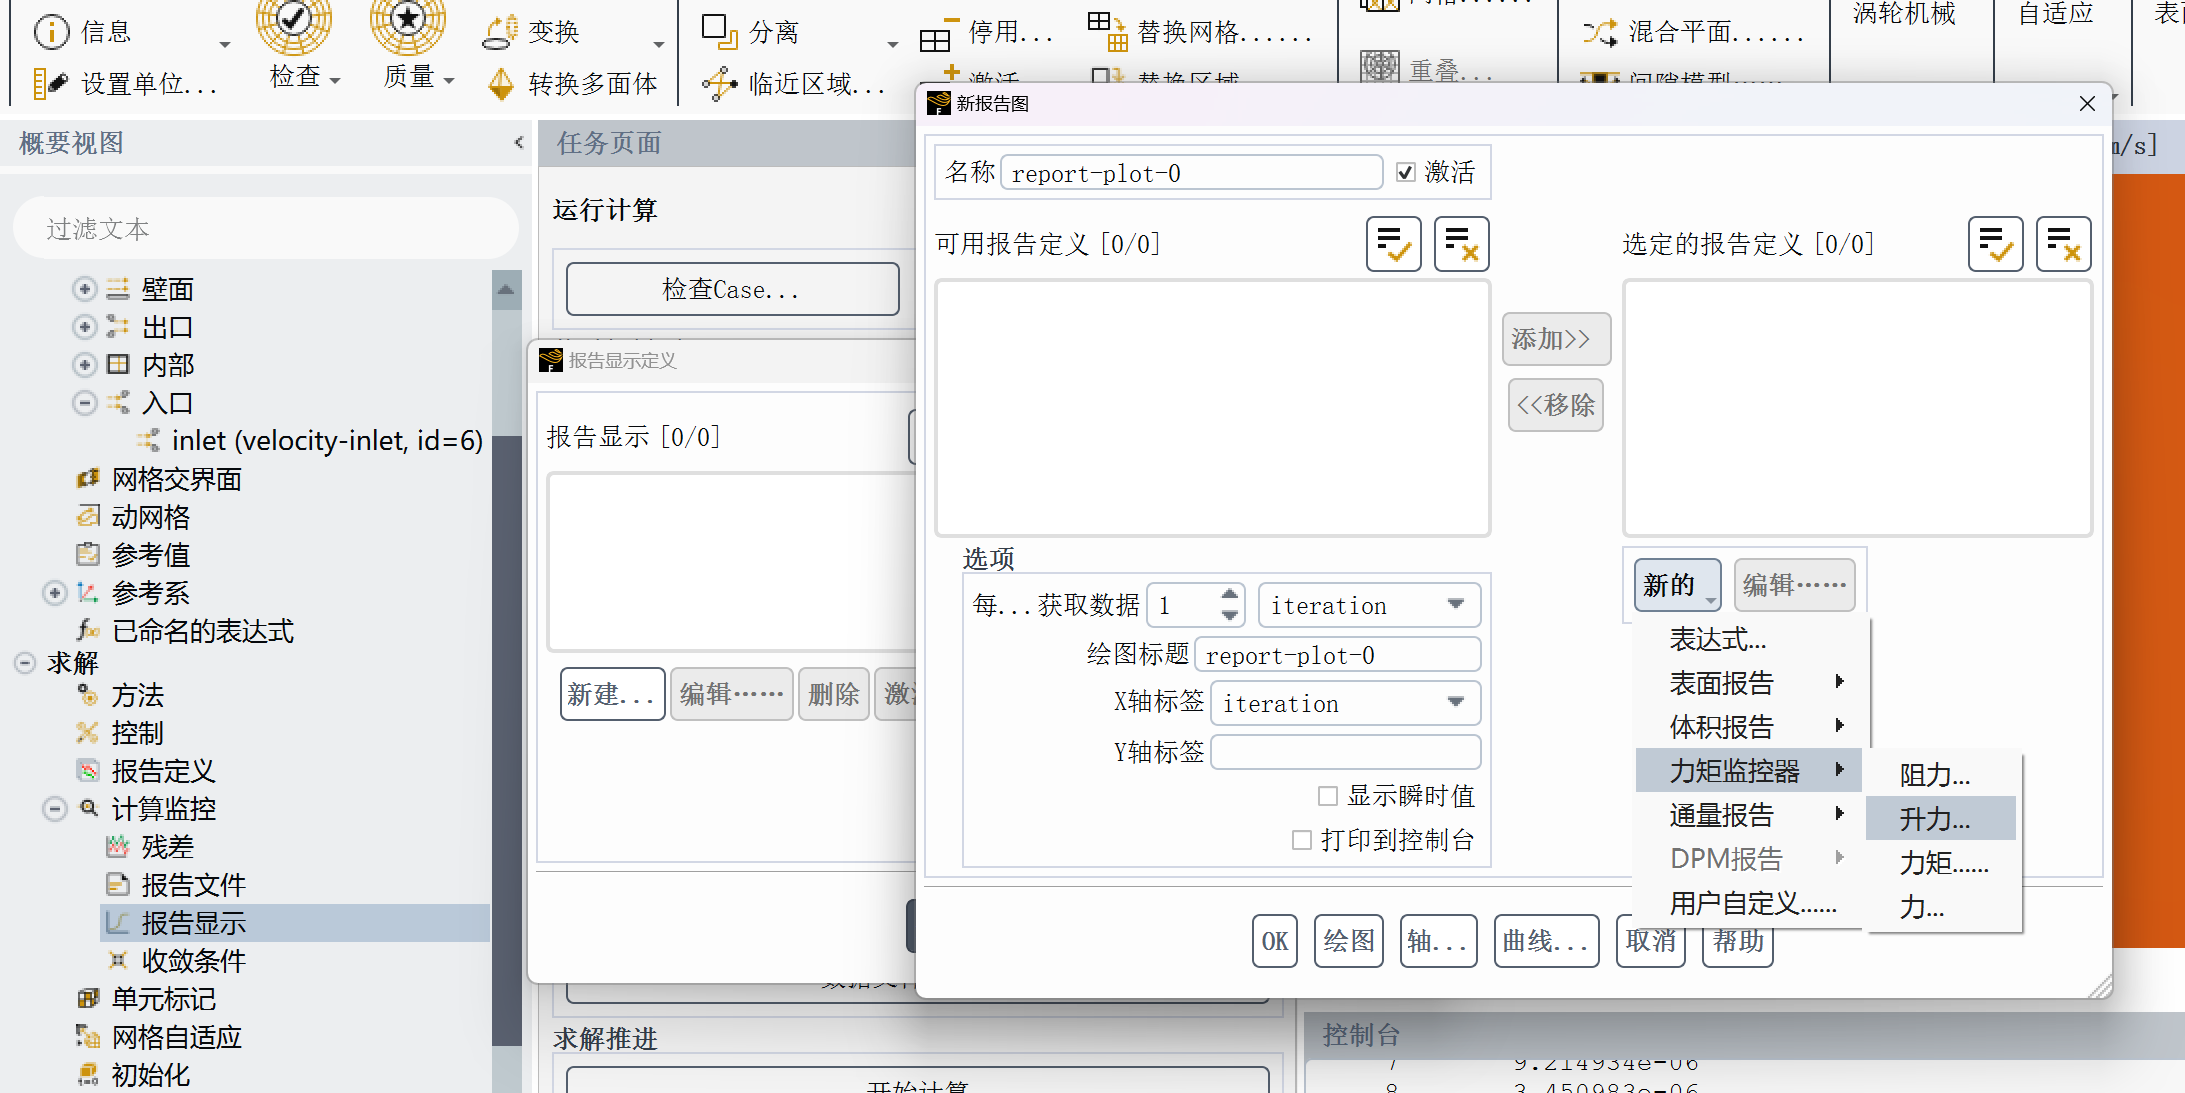 信息
检查
质量
变换
分离
停用...
替换网格......
混合平面......
涡轮机械
自适应
设置单位...
转换多面体
临近区域...
激活
替换区域
重叠...
间隙模型......
概要视图
任务页面
过滤文本
壁面
出口
内部
入口
inlet (velocity-inlet, id=6)
网格交界面
动网格
参考值
参考系
已命名的表达式
求解
方法
控制
报告定义
计算监控
残差
报告文件
报告显示
收敛条件
单元标记
网格自适应
初始化
运行计算
检查Case...
报告显示定义
报告显示 [0/0]
新建...
编辑……
删除
求解推进
开始计算
新报告图
名称
report-plot-0
激活
可用报告定义 [0/0]
选定的报告定义 [0/0]
添加>>
<<移除
选项
每...获取数据
1
iteration
绘图标题
report-plot-0
X轴标签
iteration
Y轴标签
显示瞬时值
打印到控制台
新的
编辑……
表达式...
表面报告
体积报告
力矩监控器
通量报告
DPM报告
用户自定义......
阻力...
升力...
力矩......
力...
OK
绘图
轴...
曲线...
取消
帮助
m/s]
控制台
7 9.214934e-06
8 3.450983e-06